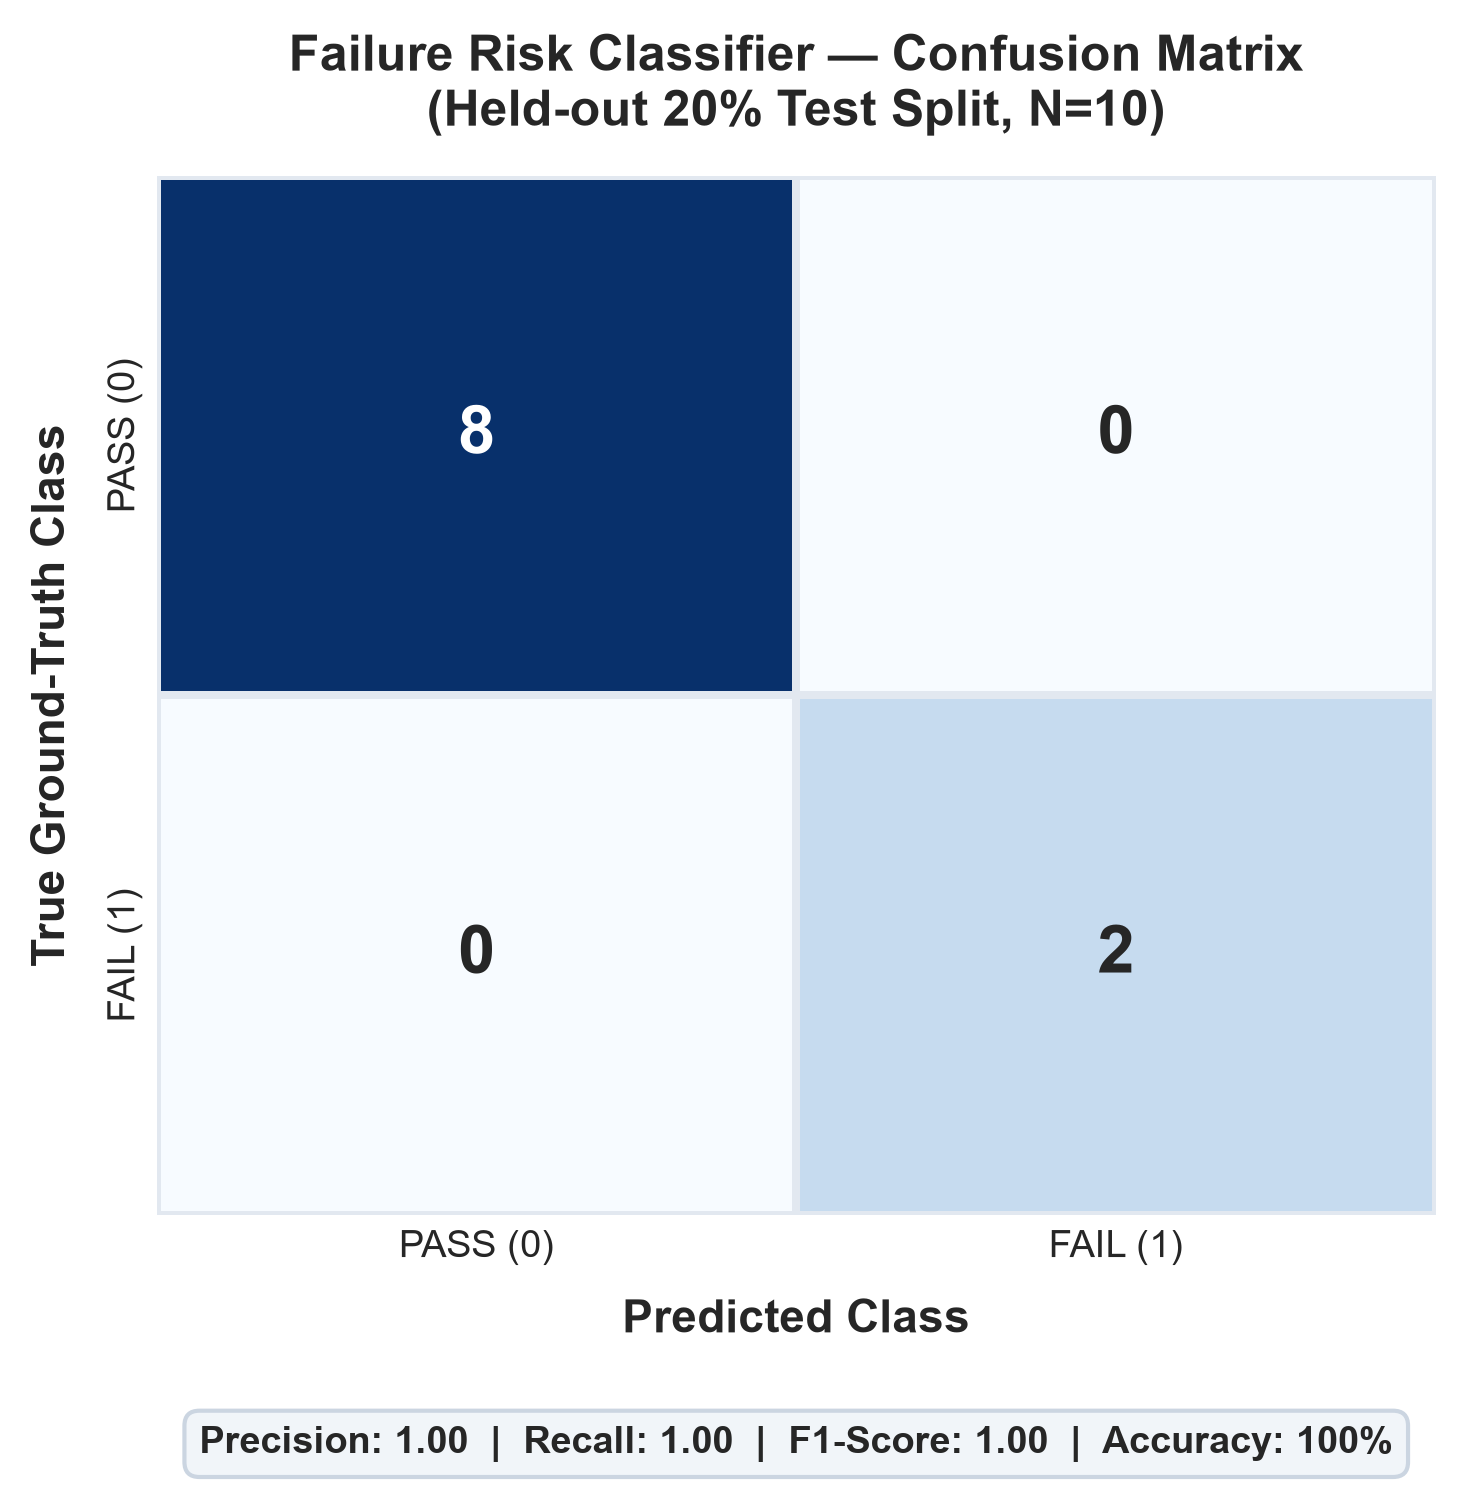 Failure Risk Classifier — Confusion Matrix
(Held-out 20% Test Split, N=10)
True Ground-Truth Class
PASS (0)
8
0
FAIL (1)
0
2
PASS (0)
FAIL (1)
Predicted Class
Precision: 1.00 | Recall: 1.00 | F1-Score: 1.00 | Accuracy: 100%